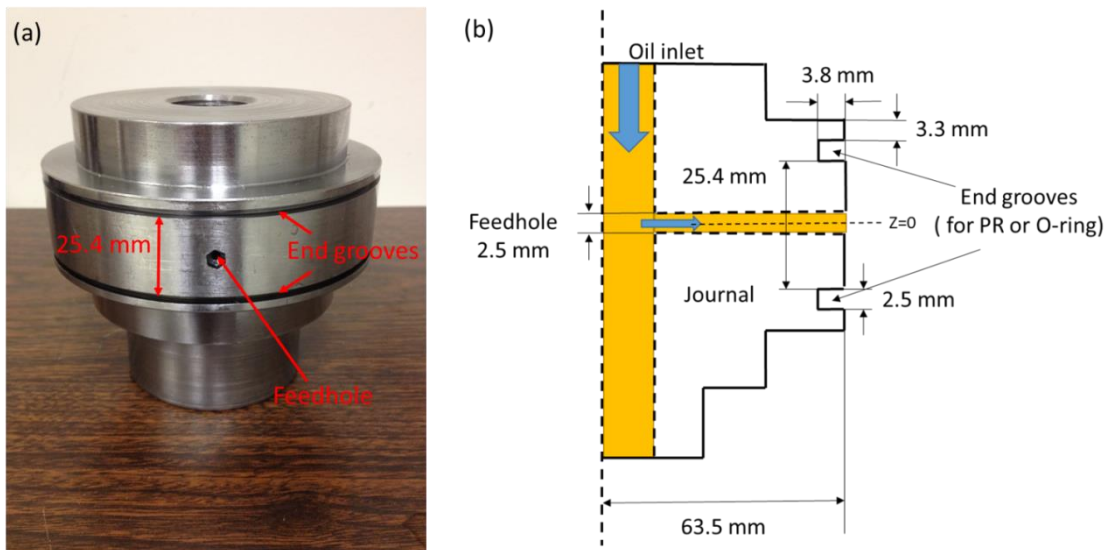 (a)
25.4 mm
End grooves
Feedhole
(b)
Oil inlet
3.8 mm
3.3 mm
25.4 mm
Feedhole
2.5 mm
Z=0
End grooves
( for PR or O-ring)
Journal
2.5 mm
63.5 mm